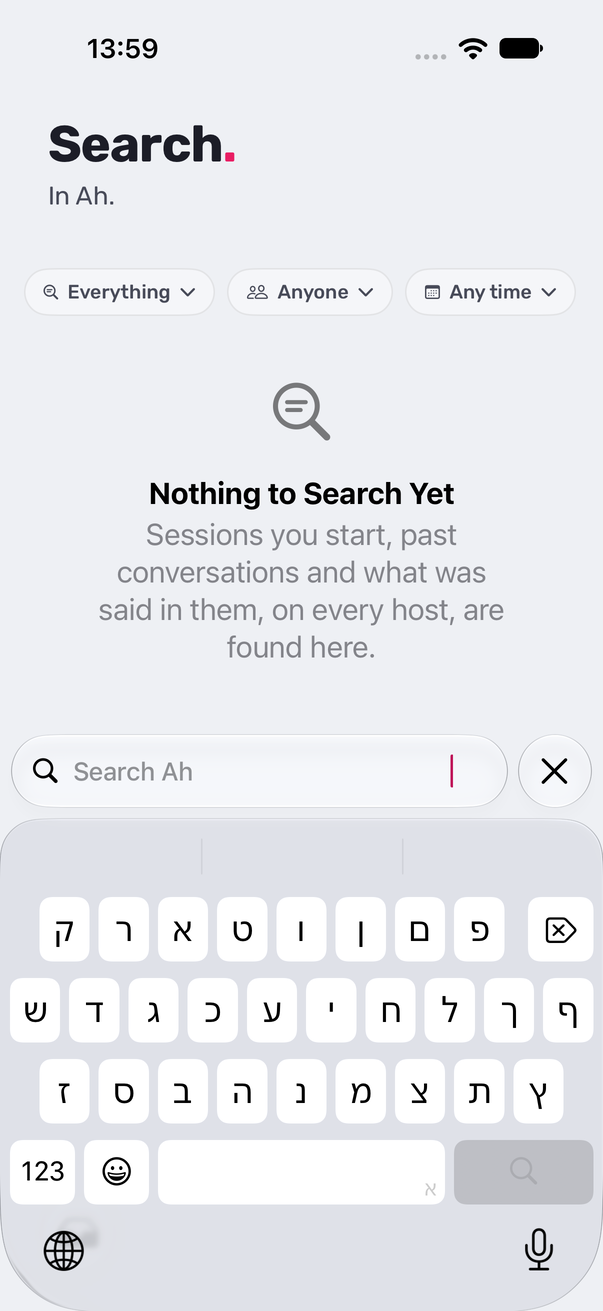 13:59
Search.
In Ah.
Everything
Anyone
Any time
Nothing to Search Yet
Sessions you start, past
conversations and what was
said in them, on every host, are
found here.
Search Ah
ק ר א ט ו ן ם פ
ש ד ג כ ע י ח ל ך ף
ז ס ב ה נ מ צ ת ץ
123
א